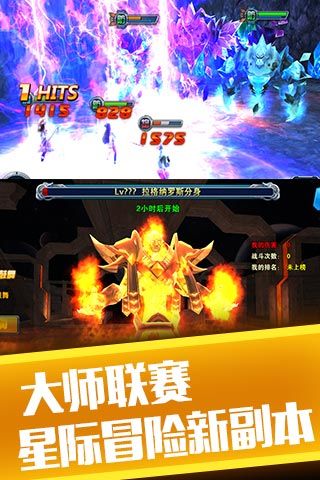 1 HITS
1415
929
1575
Lv??? 拉格纳罗斯分身
2小时后开始
我的伤害: 0
战斗次数: 0
我的排名: 未上榜
大师联赛
星际冒险新副本